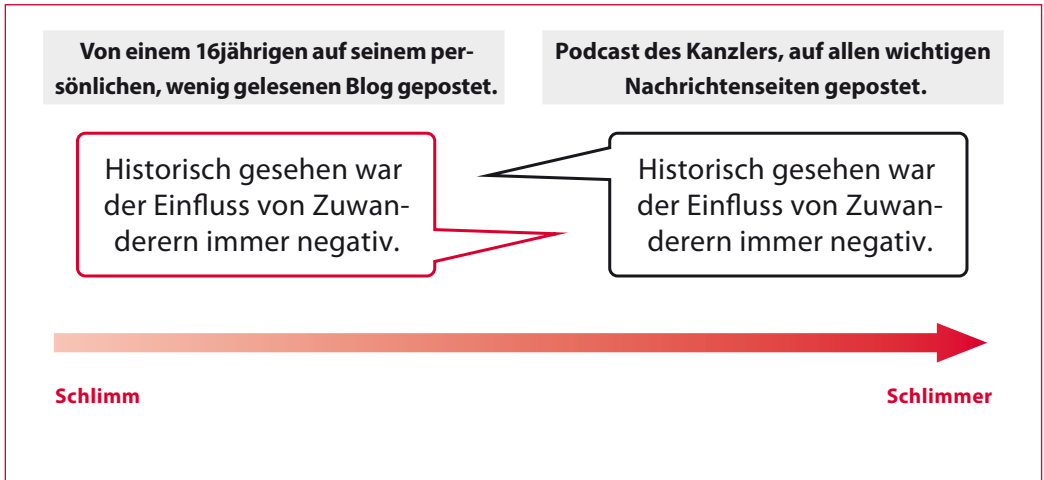 Von einem 16jährigen auf seinem per-
sönlichen, wenig gelesenen Blog gepostet.
Podcast des Kanzlers, auf allen wichtigen
Nachrichtenseiten gepostet.
Historisch gesehen war
der Einfluss von Zuwan-
derern immer negativ.
Historisch gesehen war
der Einfluss von Zuwan-
derern immer negativ.
Schlimm
Schlimmer